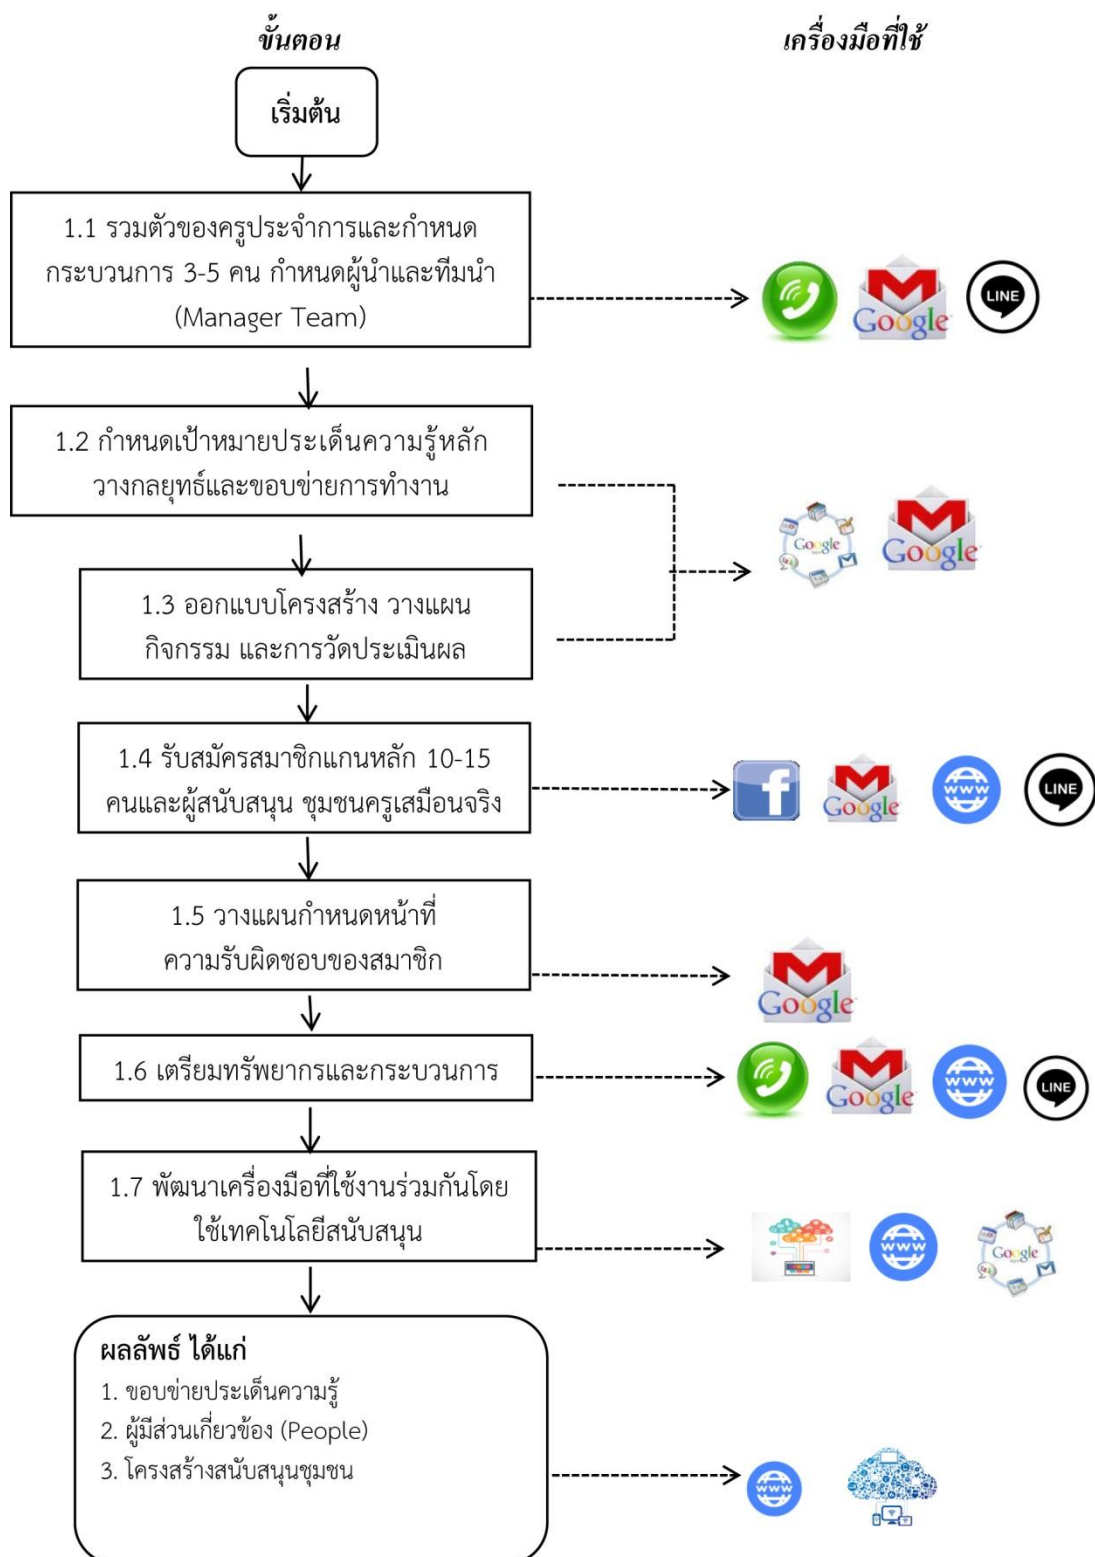 ขั้นตอน
เครื่องมือที่ใช้
เริ่มต้น
1.1 รวมตัวของครูประจำการและกำหนด
กระบวนการ 3-5 คน กำหนดผู้นำและทีมนำ
(Manager Team)
Google
LINE
1.2 กำหนดเป้าหมายประเด็นความรู้หลัก
วางกลยุทธ์และขอบข่ายการทำงาน
Google
Google
1.3 ออกแบบโครงสร้าง วางแผน
กิจกรรม และการวัดประเมินผล
1.4 รับสมัครสมาชิกแกนหลัก 10-15
คนและผู้สนับสนุน ชุมชนครูเสมือนจริง
f
Google
www
LINE
1.5 วางแผนกำหนดหน้าที่
ความรับผิดชอบของสมาชิก
Google
1.6 เตรียมทรัพยากรและกระบวนการ
Google
www
LINE
1.7 พัฒนาเครื่องมือที่ใช้งานร่วมกันโดย
ใช้เทคโนโลยีสนับสนุน
www
Google
ผลลัพธ์ ได้แก่
1. ขอบข่ายประเด็นความรู้
2. ผู้มีส่วนเกี่ยวข้อง (People)
3. โครงสร้างสนับสนุนชุมชน
www